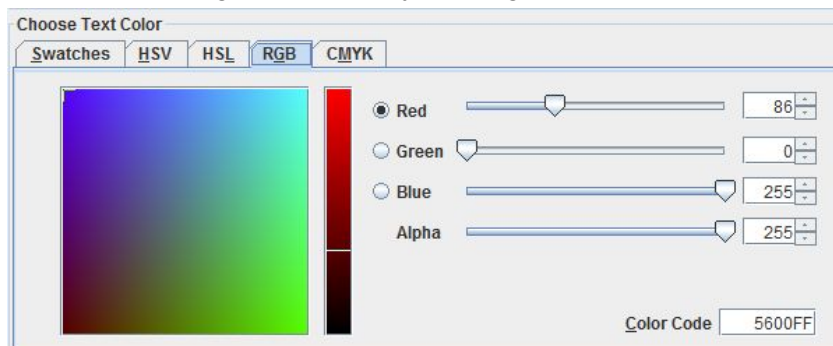 Choose Text Color
Swatches HSV HSL RGB CMYK
Red 86
Green 0
Blue 255
Alpha 255
Color Code 5600FF